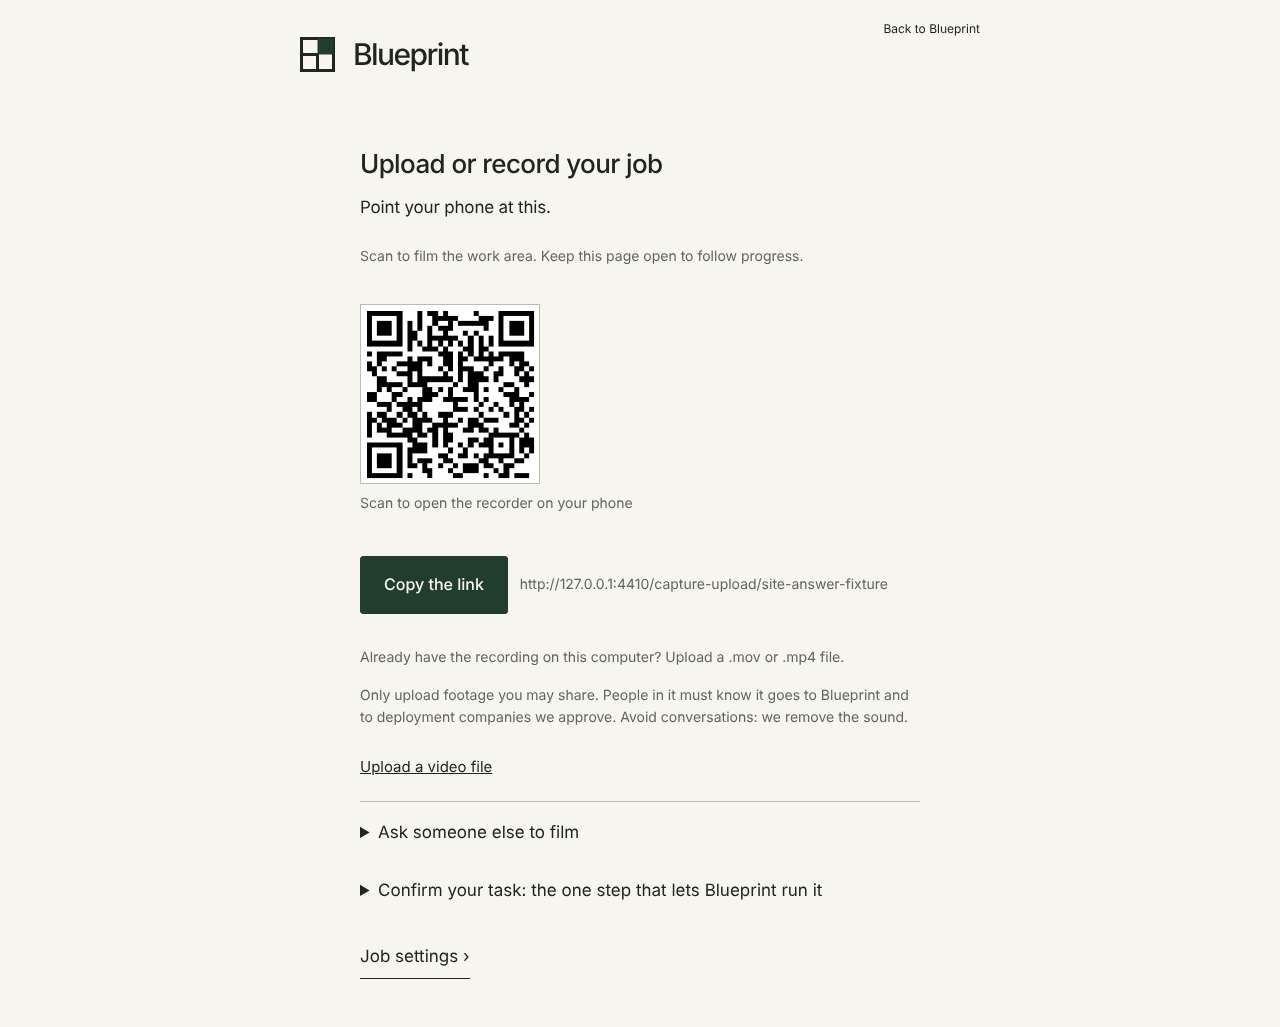 Back to Blueprint
Blueprint
Upload or record your job
Point your phone at this.
Scan to film the work area. Keep this page open to follow progress.
Scan to open the recorder on your phone
Copy the link
http://127.0.0.1:4410/capture-upload/site-answer-fixture
Already have the recording on this computer? Upload a .mov or .mp4 file.
Only upload footage you may share. People in it must know it goes to Blueprint and
to deployment companies we approve. Avoid conversations: we remove the sound.
Upload a video file
Ask someone else to film
Confirm your task: the one step that lets Blueprint run it
Job settings ›